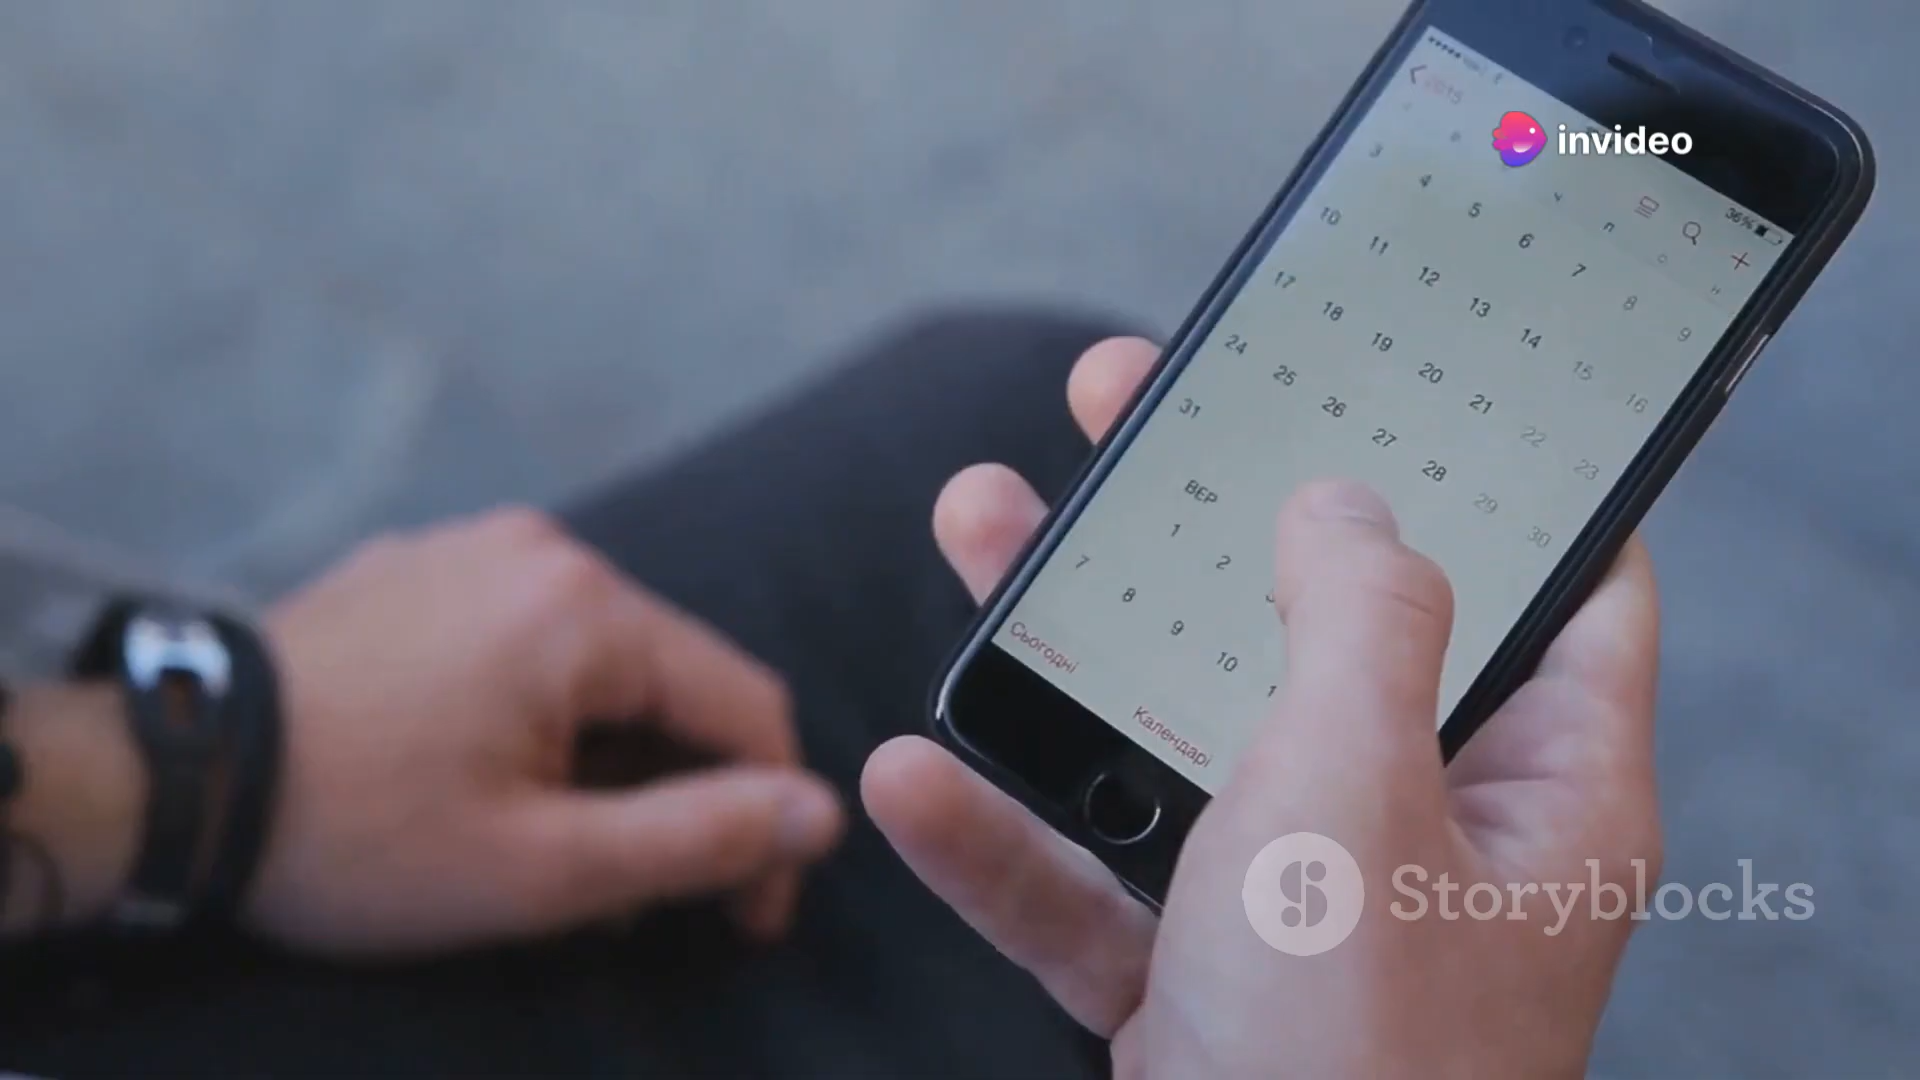 invideo
2015
36%
ч п с н
3 4 5 6 7 8 9
10 11 12 13 14 15 16
17 18 19 20 21 22 23
24 25 26 27 28 29 30
31
ВЕР
1 2
7 8 9 10
Сьогодні
Календарі
Storyblocks